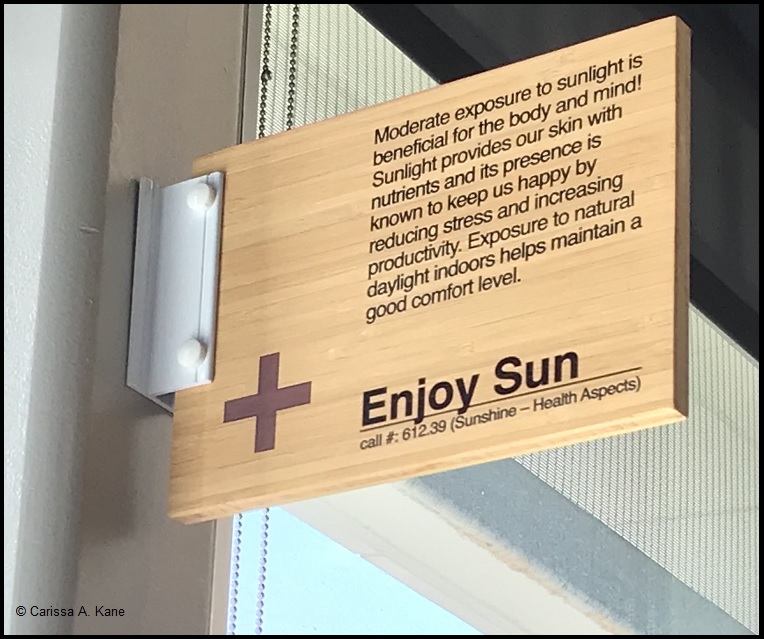 Moderate exposure to sunlight is
beneficial for the body and mind!
Sunlight provides our skin with
nutrients and its presence is
known to keep us happy by
reducing stress and increasing
productivity. Exposure to natural
daylight indoors helps maintain a
good comfort level.
Enjoy Sun
call #: 612.39 (Sunshine – Health Aspects)
© Carissa A. Kane